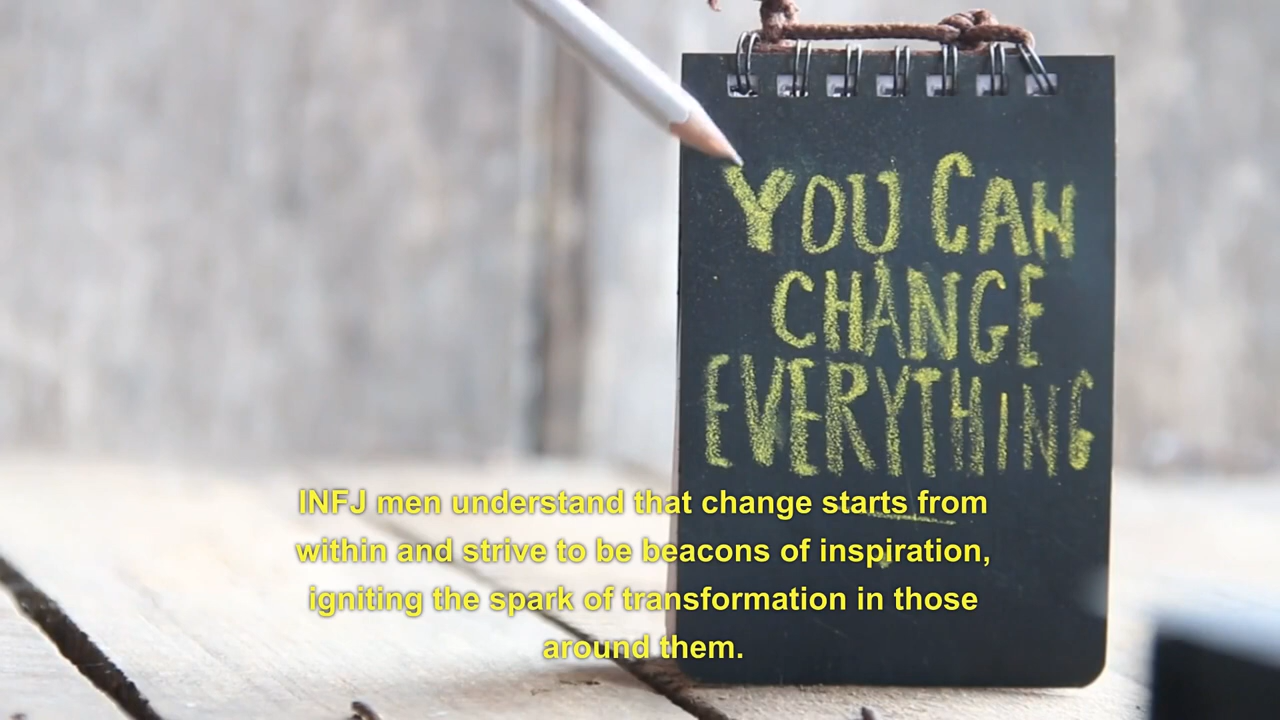 YOU CAN
CHANGE
EVERYTHING
INFJ men understand that change starts from
within and strive to be beacons of inspiration,
igniting the spark of transformation in those
around them.